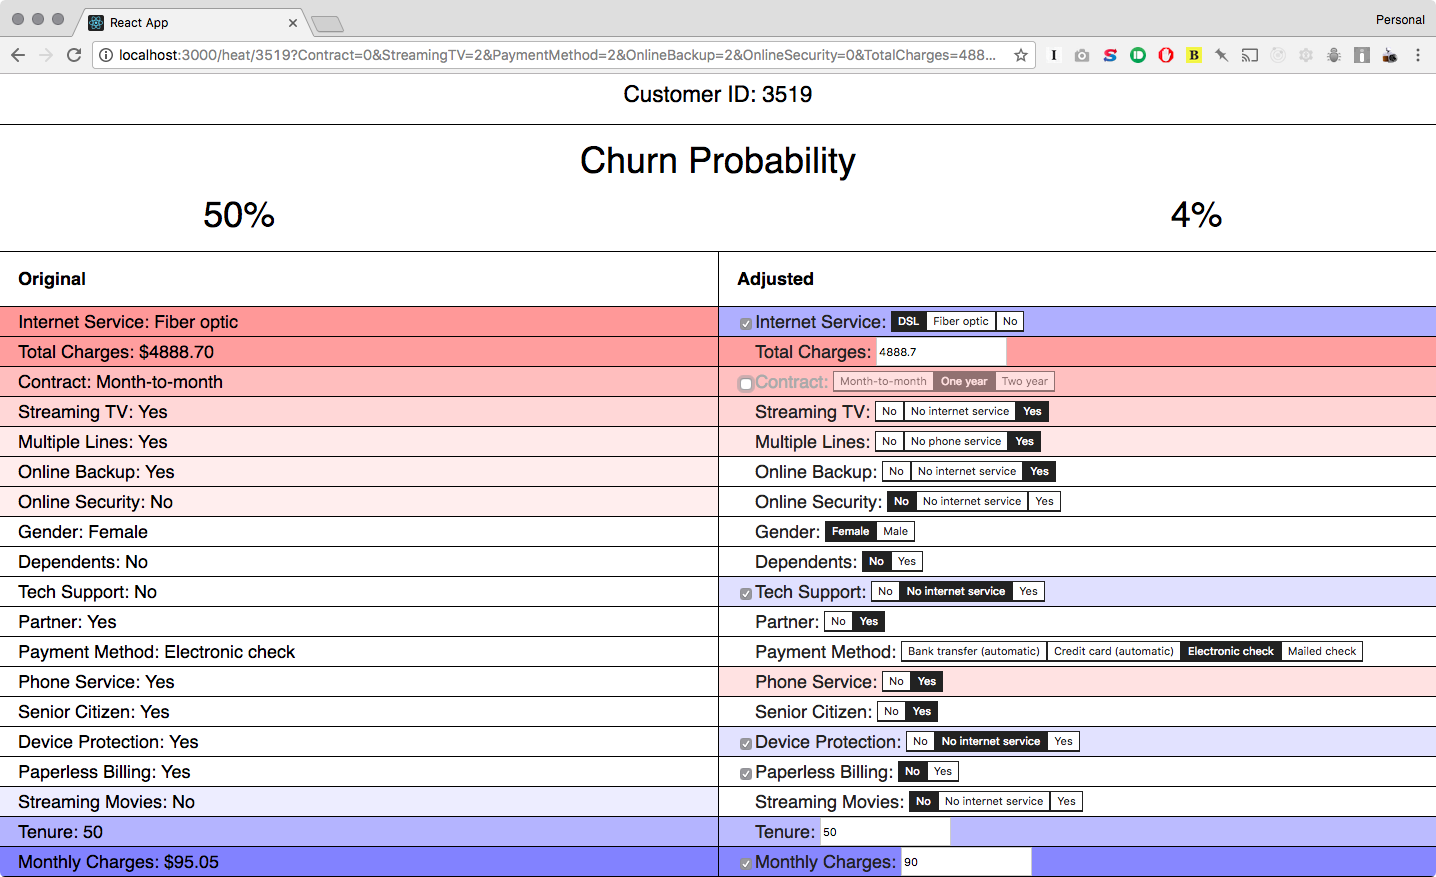 React App
Personal
localhost:3000/heat/3519?Contract=0&StreamingTV=2&PaymentMethod=2&OnlineBackup=2&OnlineSecurity=0&TotalCharges=488...
Customer ID: 3519
Churn Probability
50% 4%
Original Adjusted
Internet Service: Fiber optic Internet Service: DSL Fiber optic No
Total Charges: $4888.70 Total Charges: 4888.7
Contract: Month-to-month Contract: Month-to-month One year Two year
Streaming TV: Yes Streaming TV: No No internet service Yes
Multiple Lines: Yes Multiple Lines: No No phone service Yes
Online Backup: Yes Online Backup: No No internet service Yes
Online Security: No Online Security: No No internet service Yes
Gender: Female Gender: Female Male
Dependents: No Dependents: No Yes
Tech Support: No Tech Support: No No internet service Yes
Partner: Yes Partner: No Yes
Payment Method: Electronic check Payment Method: Bank transfer (automatic) Credit card (automatic) Electronic check Mailed check
Phone Service: Yes Phone Service: No Yes
Senior Citizen: Yes Senior Citizen: No Yes
Device Protection: Yes Device Protection: No No internet service Yes
Paperless Billing: Yes Paperless Billing: No Yes
Streaming Movies: No Streaming Movies: No No internet service Yes
Tenure: 50 Tenure: 50
Monthly Charges: $95.05 Monthly Charges: 90